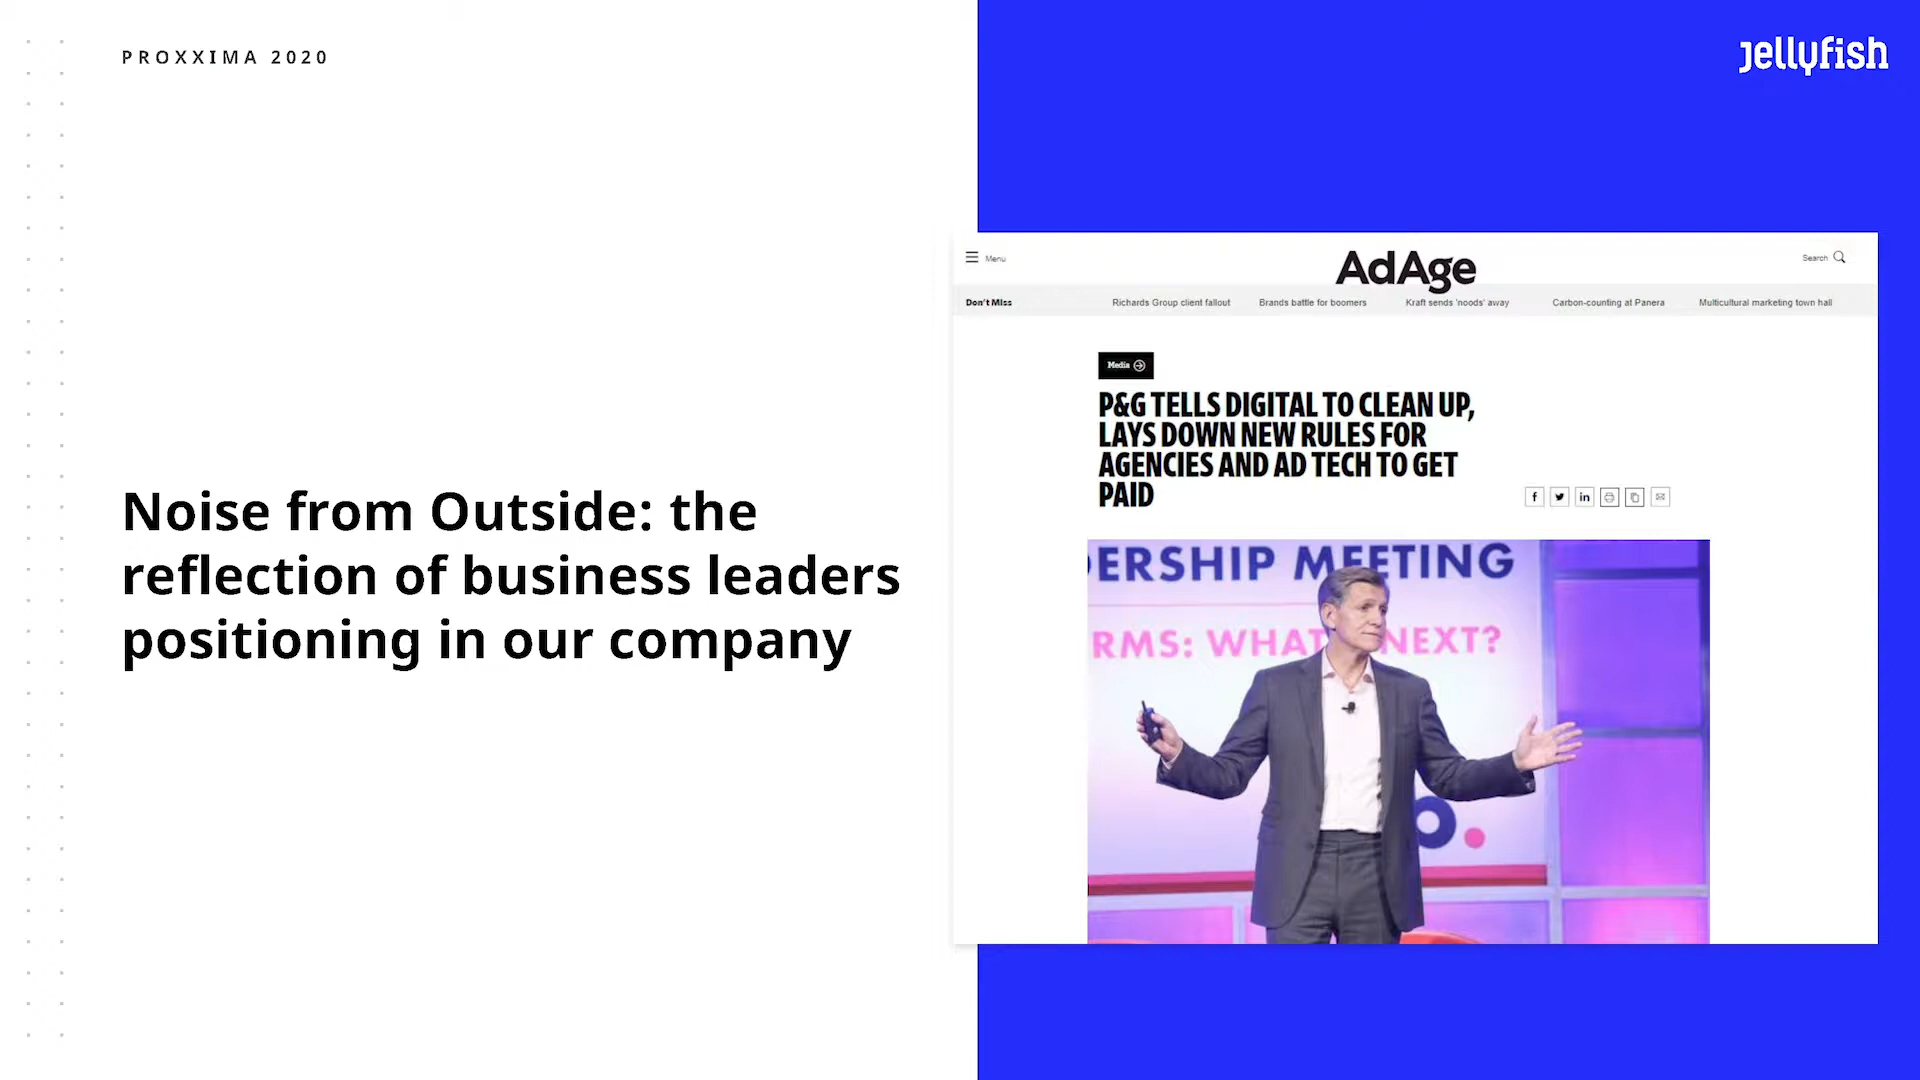 PROXXIMA 2020
jellyfish
Noise from Outside: the
reflection of business leaders
positioning in our company
Menu
AdAge
Search
Don't Miss
Richards Group client fallout
Brands battle for boomers
Kraft sends 'noods' away
Carbon-counting at Panera
Multicultural marketing town hall
Media
P&G TELLS DIGITAL TO CLEAN UP,
LAYS DOWN NEW RULES FOR
AGENCIES AND AD TECH TO GET
PAID
f
in
DERSHIP MEETING
RMS: WHAT NEXT?
o.